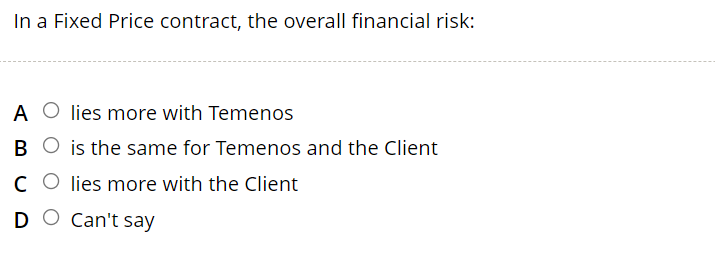 In a Fixed Price contract, the overall financial risk:
A lies more with Temenos
B is the same for Temenos and the Client
C lies more with the Client
D Can't say